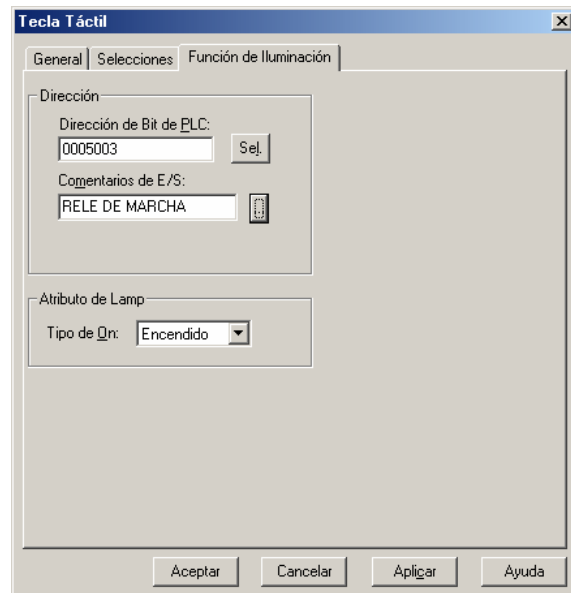 Tecla Táctil
General Selecciones Función de Iluminación
Dirección
Dirección de Bit de PLC:
0005003 Sel.
Comentarios de E/S:
RELE DE MARCHA ..
Atributo de Lamp
Tipo de On: Encendido
Aceptar Cancelar Aplicar Ayuda